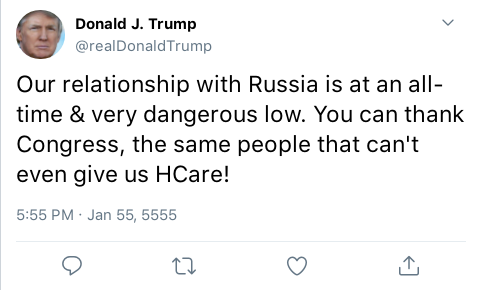 Donald J. Trump
@realDonaldTrump
Our relationship with Russia is at an all-
time & very dangerous low. You can thank
Congress, the same people that can't
even give us HCare!
5:55 PM · Jan 55, 5555